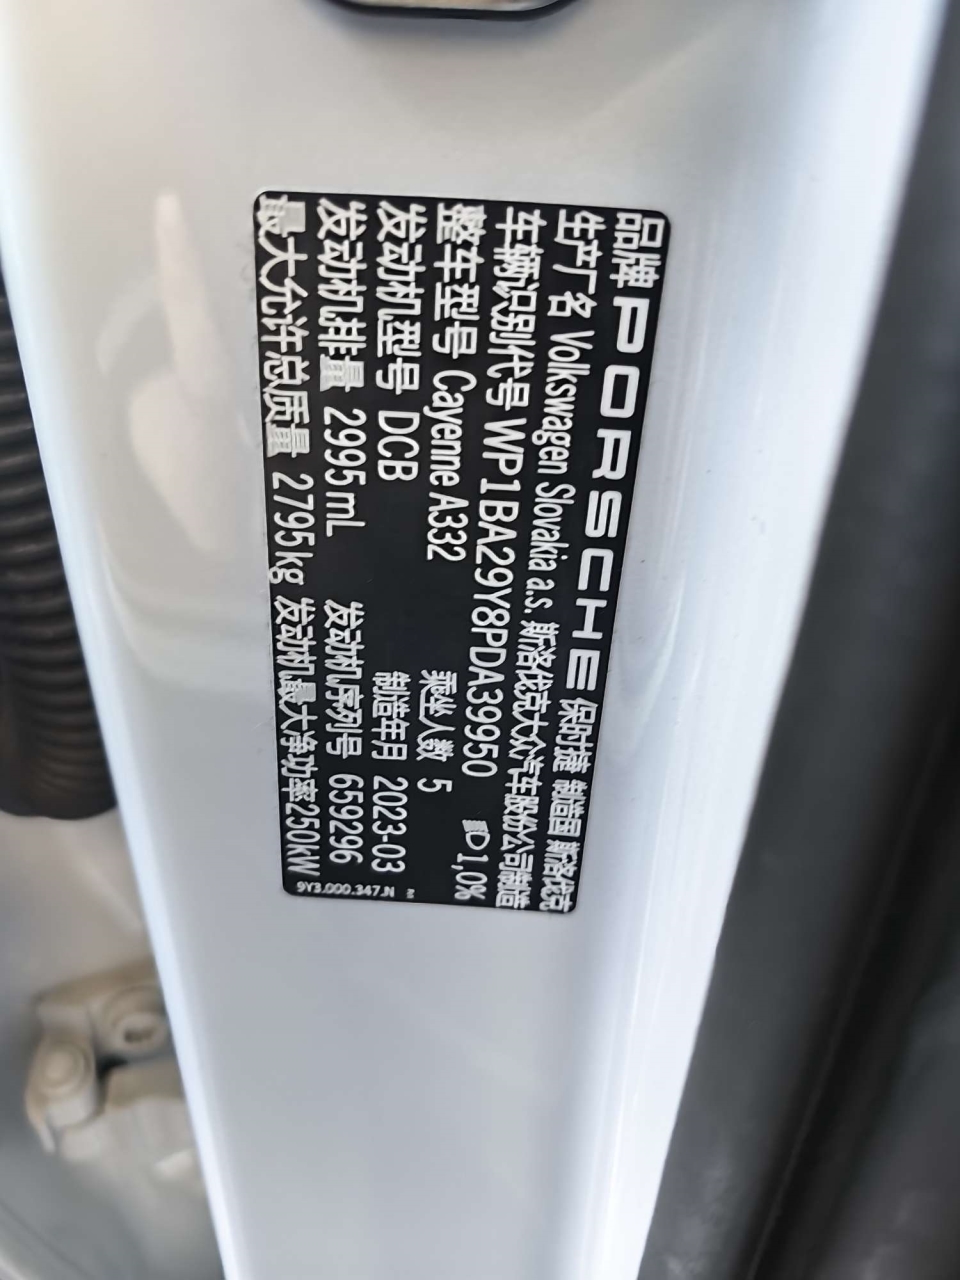 品牌 PORSCHE 保时捷 制造国 斯洛伐克
生产厂名 Volkswagen Slovakia a.s. 斯洛伐克大众汽车股份公司制造
车辆识别代号 WP1BA29Y8PDA39950 1,0%
整车型号 Cayenne A332 乘坐人数 5
发动机型号 DCB 制造年月 2023-03
发动机排量 2995mL 发动机序列号 659296
最大允许总质量 2795kg 发动机最大净功率250kW
9Y3.000.347.N